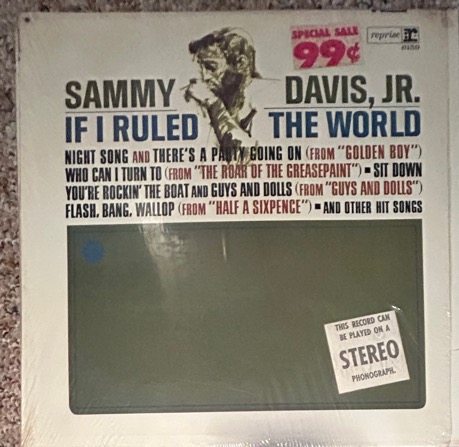 SPECIAL SALE
99¢
reprise
6159
SAMMY DAVIS, JR.
IF I RULED THE WORLD
NIGHT SONG AND THERE'S A PARTY GOING ON (FROM "GOLDEN BOY")
WHO CAN I TURN TO (FROM "THE ROAR OF THE GREASEPAINT") ▪ SIT DOWN
YOU'RE ROCKIN' THE BOAT AND GUYS AND DOLLS (FROM "GUYS AND DOLLS")
FLASH, BANG, WALLOP (FROM "HALF A SIXPENCE") ▪ AND OTHER HIT SONGS
THIS RECORD CAN
BE PLAYED ON A
STEREO
PHONOGRAPH.